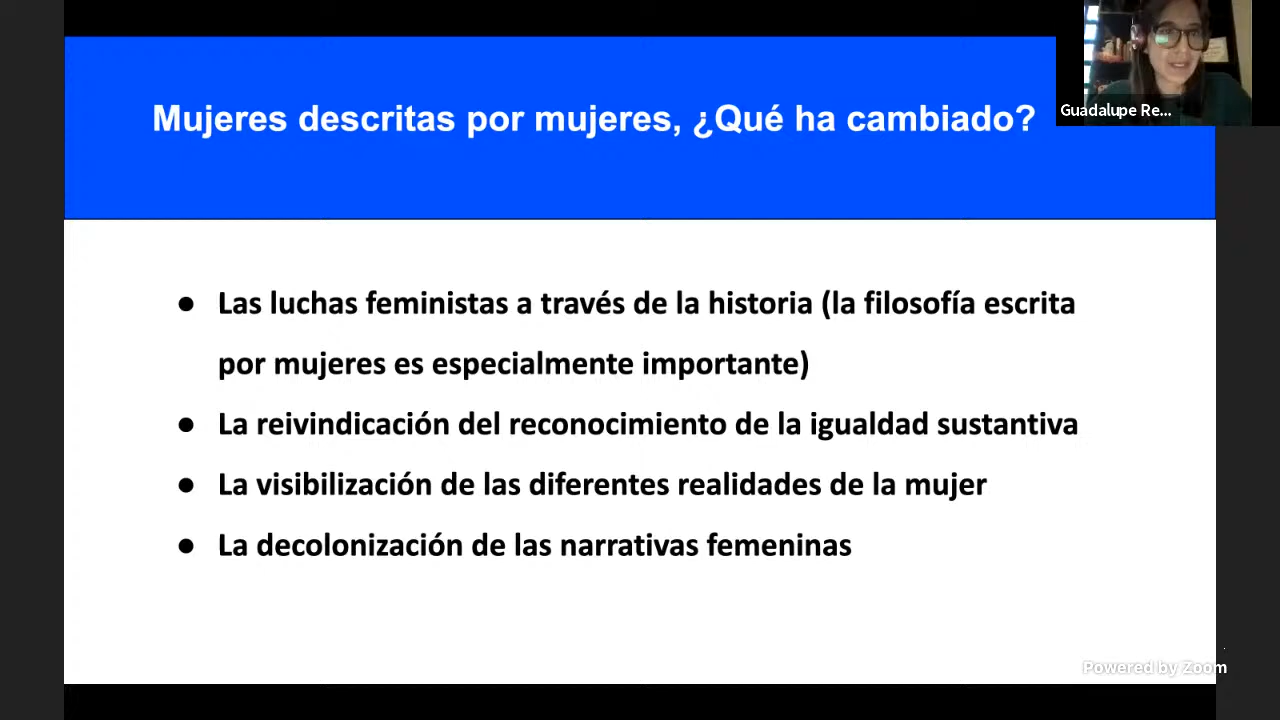 Mujeres descritas por mujeres, ¿Qué ha cambiado?
Guadalupe Re...
● Las luchas feministas a través de la historia (la filosofía escrita
por mujeres es especialmente importante)
● La reivindicación del reconocimiento de la igualdad sustantiva
● La visibilización de las diferentes realidades de la mujer
● La decolonización de las narrativas femeninas
Powered by Zoom